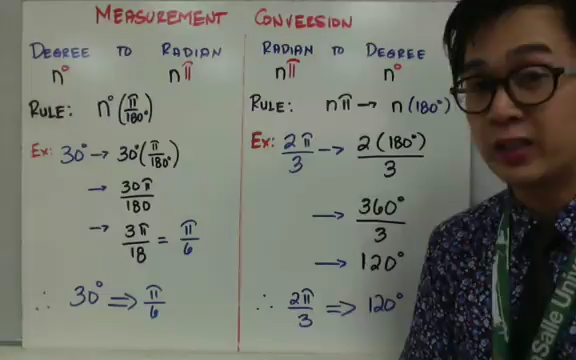 MEASUREMENT CONVERSION
DEGREE TO RADIAN
n° nπ
RULE: n°(π/180°)
Ex: 30° → 30°(π/180°)
→ 30π/180
→ 3π/18 = π/6
∴ 30° ⇒ π/6
RADIAN TO DEGREE
nπ n°
RULE: nπ → n(180°)
Ex: 2π/3 → 2(180°)/3
→ 360°/3
→ 120°
∴ 2π/3 ⇒ 120°
Salle Univer